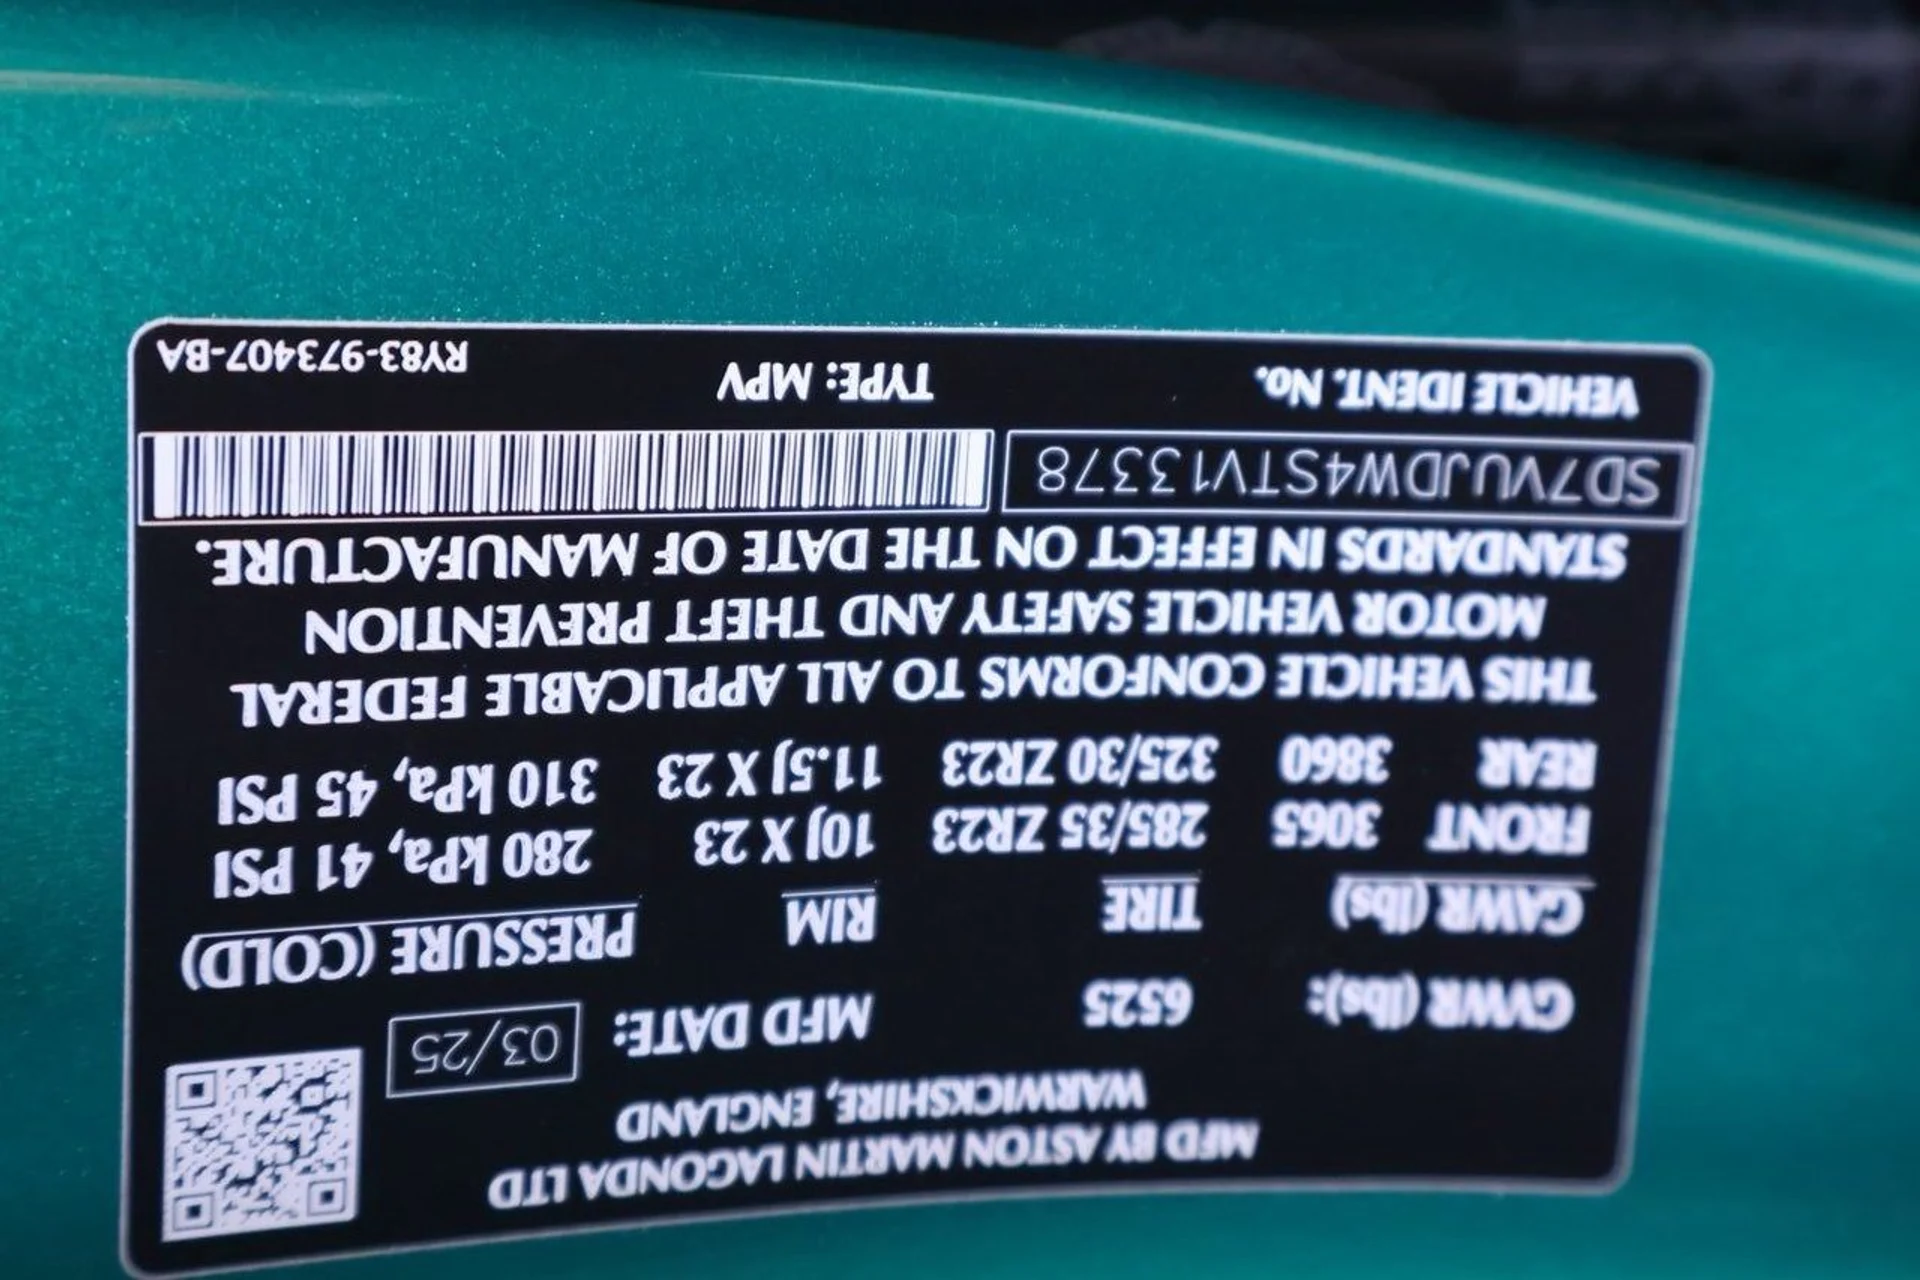 MFD BY ASTON MARTIN LAGONDA LTD
WARWICKSHIRE, ENGLAND
GVWR (lbs): 6525 MFD DATE: 03/25
GAWR (lbs) TIRE RIM PRESSURE (COLD)
FRONT 3065 285/35 ZR23 10J X 23 280 kPa, 41 PSI
REAR 3860 325/30 ZR23 11.5J X 23 310 kPa, 45 PSI
THIS VEHICLE CONFORMS TO ALL APPLICABLE FEDERAL
MOTOR VEHICLE SAFETY AND THEFT PREVENTION
STANDARDS IN EFFECT ON THE DATE OF MANUFACTURE.
SD7VUJDW4STV13378
VEHICLE IDENT. No. TYPE: MPV RY83-973407-BA